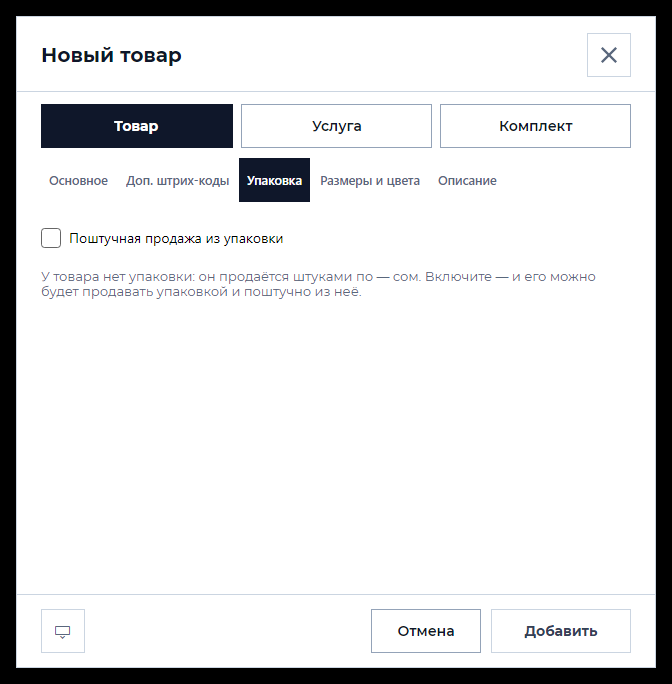 Новый товар
Товар
Услуга
Комплект
Основное
Доп. штрих-коды
Упаковка
Размеры и цвета
Описание
Поштучная продажа из упаковки
У товара нет упаковки: он продаётся штуками по — сом. Включите — и его можно
будет продавать упаковкой и поштучно из неё.
Отмена
Добавить